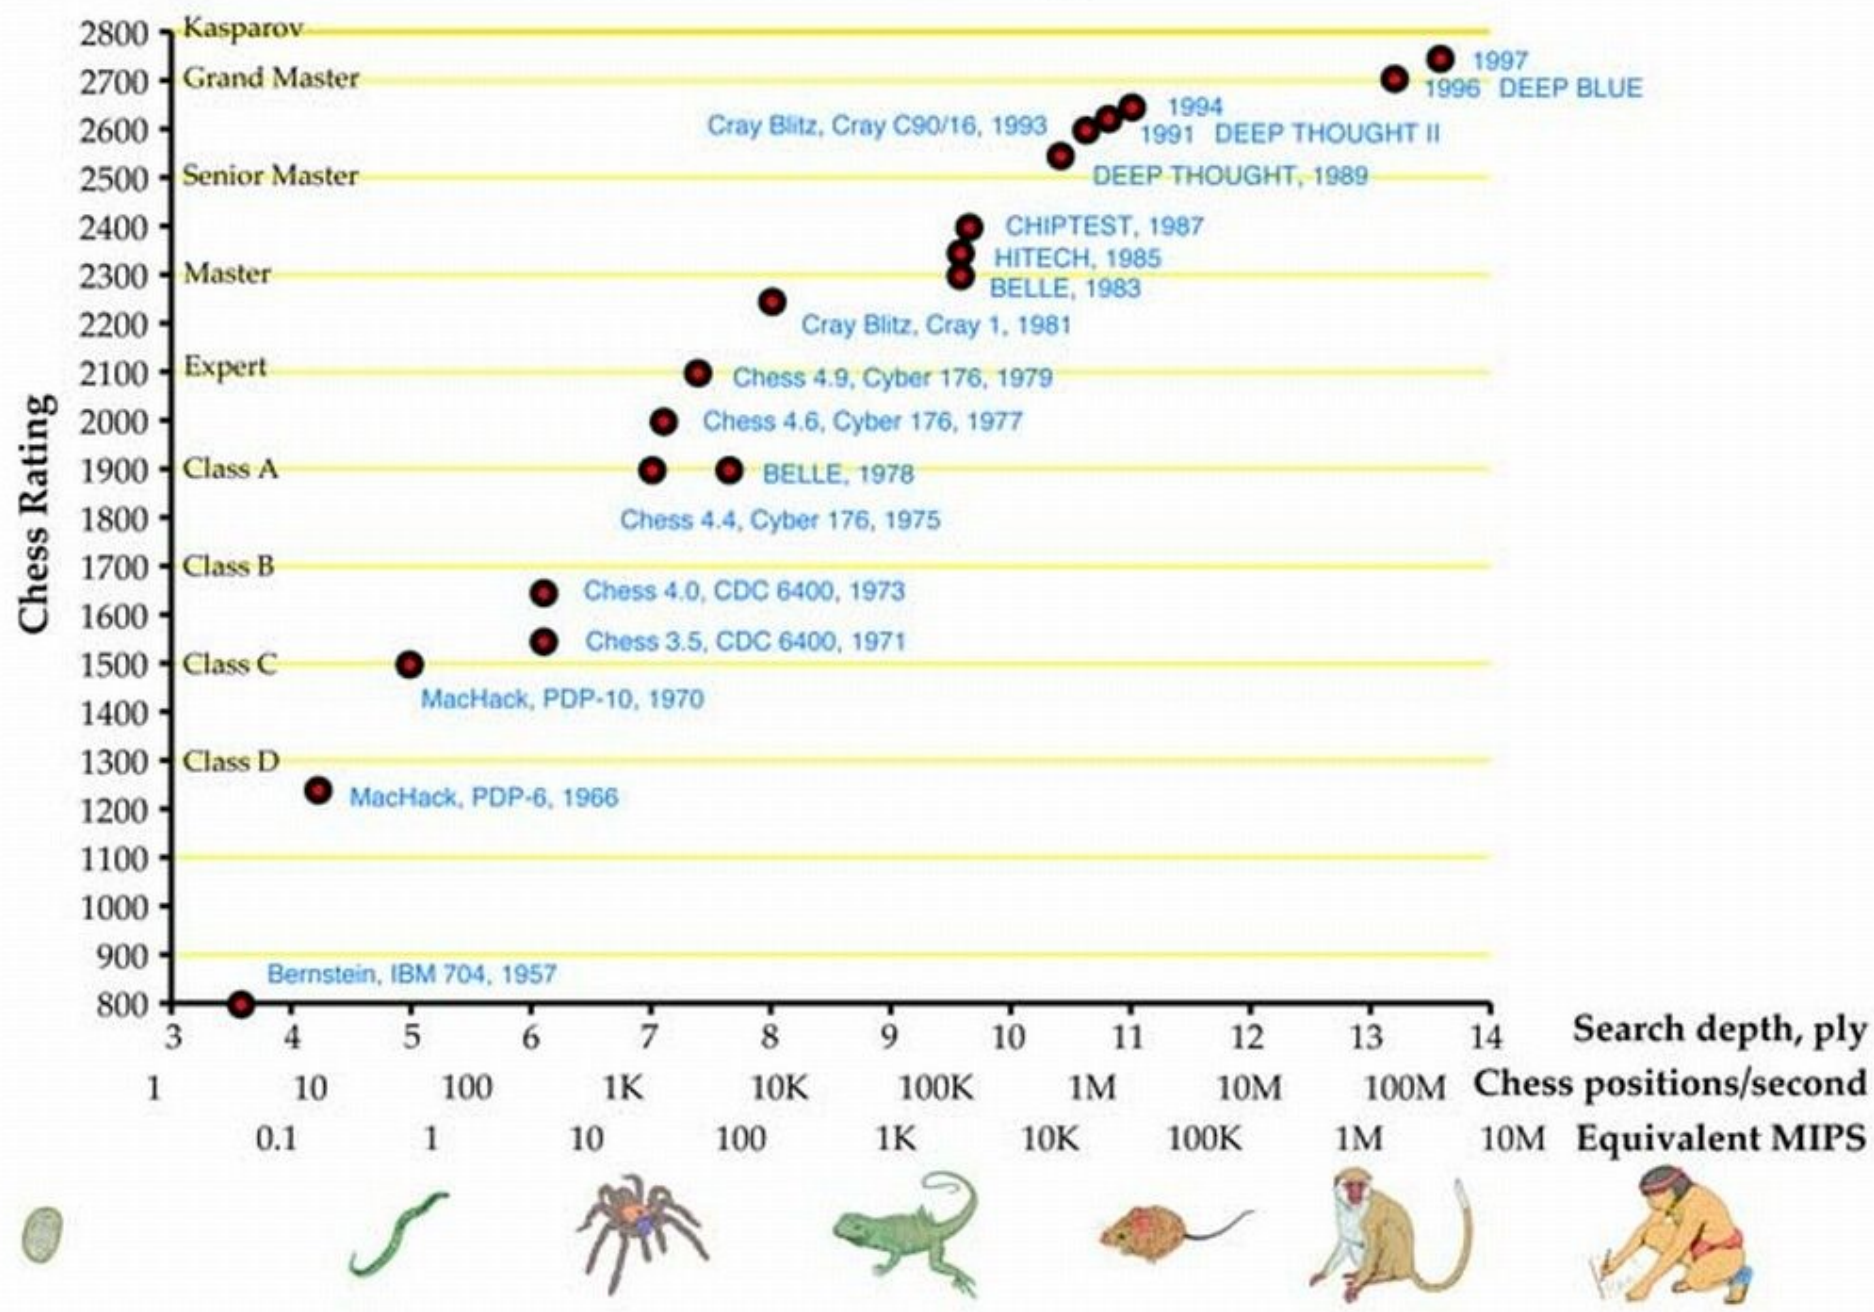 2800 Kasparov
1997
2700 Grand Master
1996 DEEP BLUE
1994
Cray Blitz, Cray C90/16, 1993
2600
1991 DEEP THOUGHT II
2500 Senior Master
DEEP THOUGHT, 1989
2400
CHIPTEST, 1987
HITECH, 1985
2300 Master
BELLE, 1983
2200
Cray Blitz, Cray 1, 1981
2100 Expert
Chess 4.9, Cyber 176, 1979
2000
Chess 4.6, Cyber 176, 1977
1900 Class A
BELLE, 1978
1800
Chess 4.4, Cyber 176, 1975
1700 Class B
Chess 4.0, CDC 6400, 1973
1600
Chess 3.5, CDC 6400, 1971
1500 Class C
MacHack, PDP-10, 1970
1400
1300 Class D
MacHack, PDP-6, 1966
1200
1100
1000
900
Bernstein, IBM 704, 1957
800
Chess Rating
3 4 5 6 7 8 9 10 11 12 13 14 Search depth, ply
1 10 100 1K 10K 100K 1M 10M 100M Chess positions/second
0.1 1 10 100 1K 10K 100K 1M 10M Equivalent MIPS